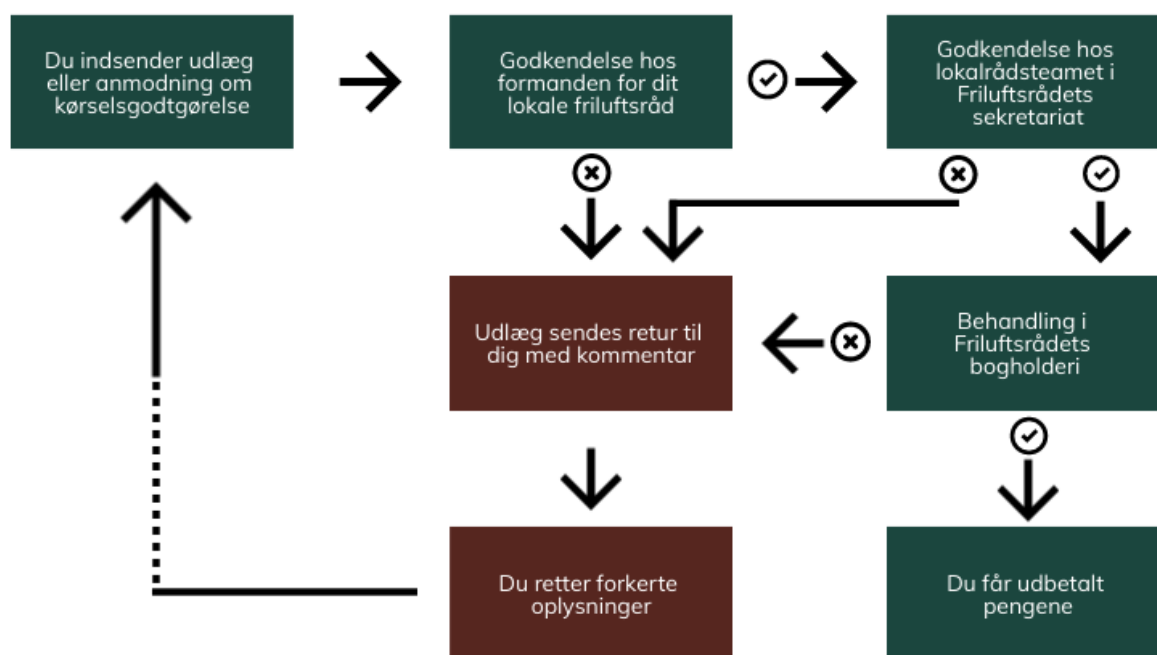 Du indsender udlæg
eller anmodning om
kørselsgodtgørelse
Godkendelse hos
formanden for dit
lokale friluftsråd
Godkendelse hos
lokalrådsteamet i
Friluftsrådets
sekretariat
Udlæg sendes retur til
dig med kommentar
Behandling i
Friluftsrådets
bogholderi
Du retter forkerte
oplysninger
Du får udbetalt
pengene